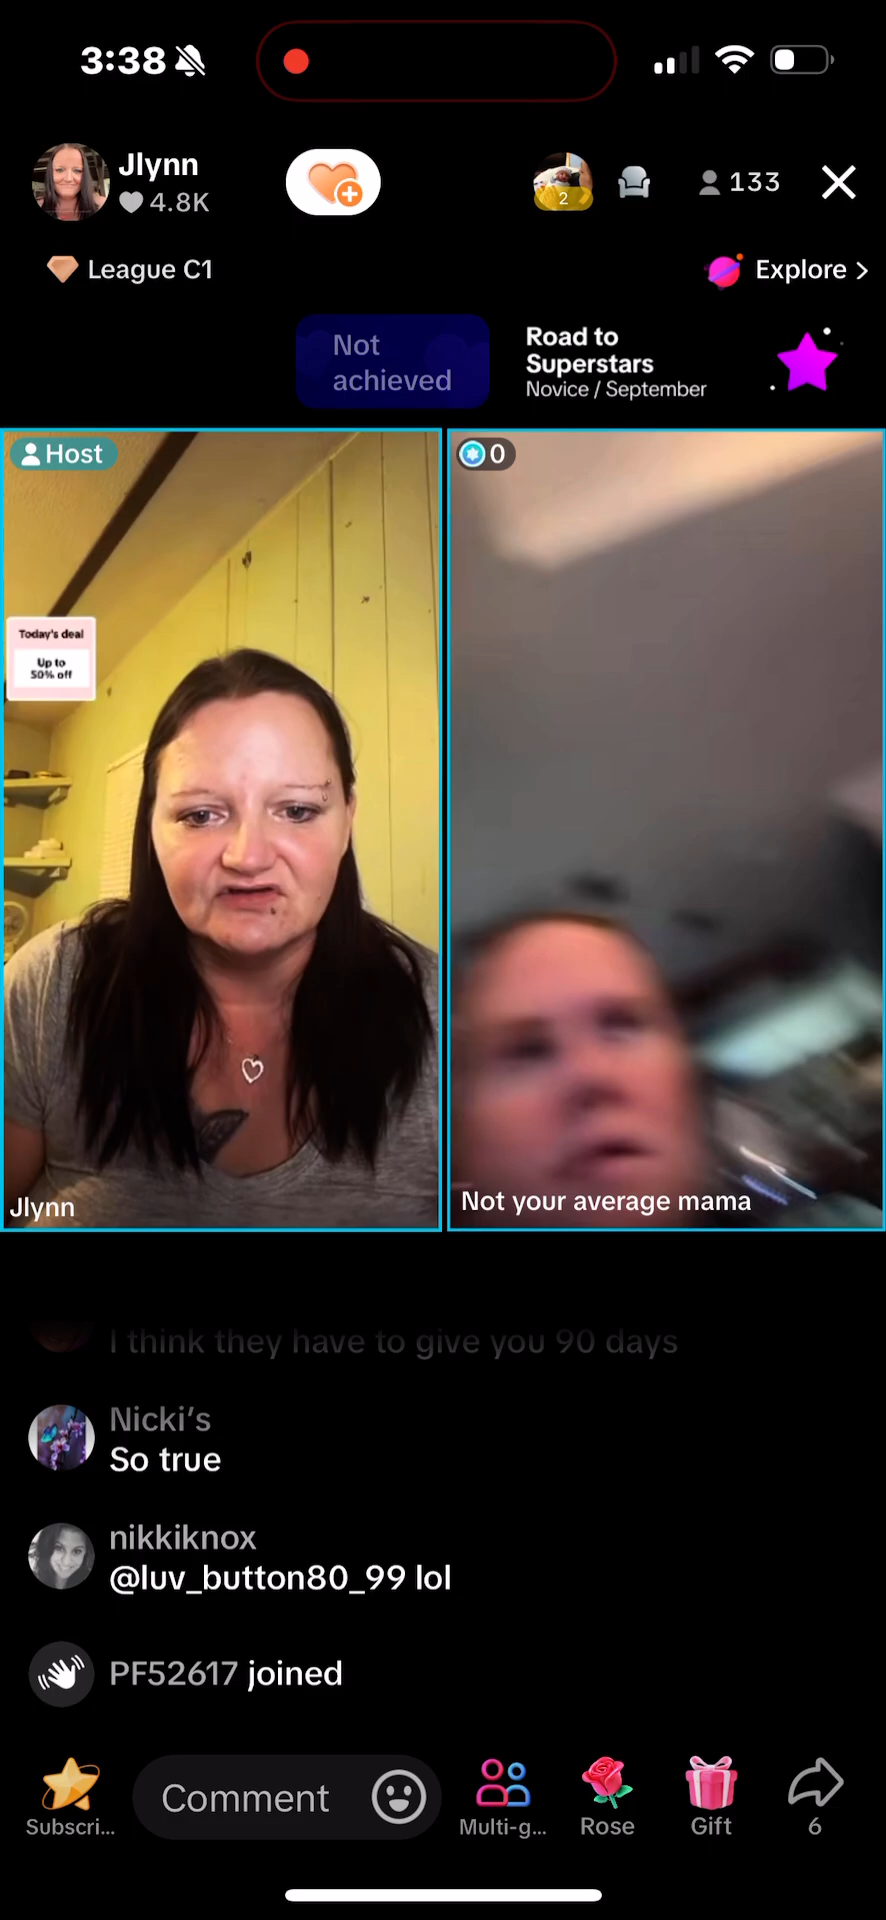 3:38
Jlynn
4.8K
2
133
League C1
Explore >
Not
achieved
Road to
Superstars
Novice / September
Host
0
Today's deal
Up to
50% off
Jlynn
Not your average mama
I think they have to give you 90 days
Nicki's
So true
nikkiknox
@luv_button80_99 lol
PF52617 joined
Subscri...
Comment
Multi-g...
Rose
Gift
6